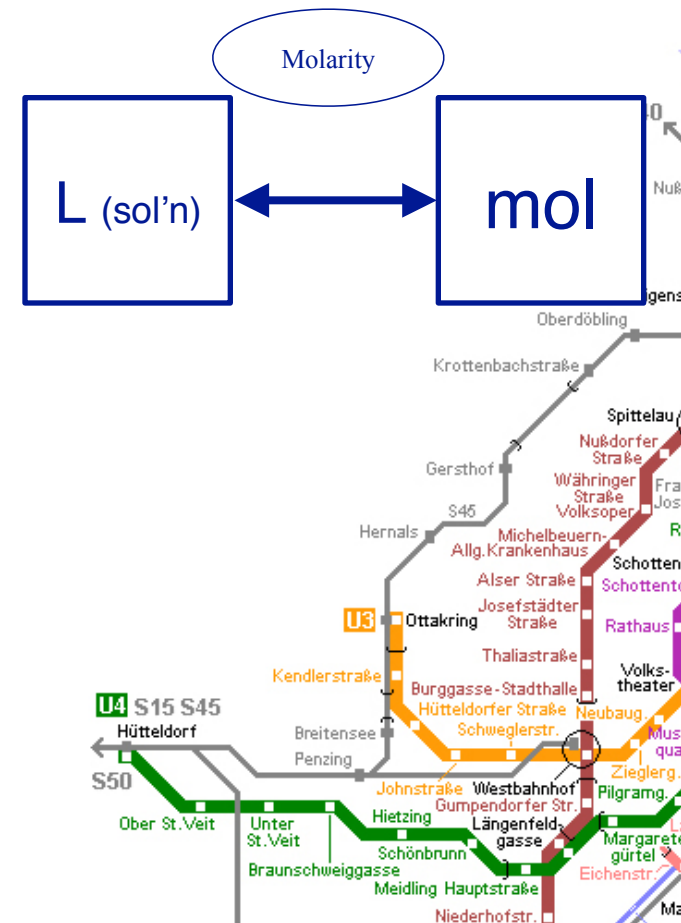 Molarity
L (sol'n)
mol
Oberdöbling
Krottenbachstraße
Spittelau
Nußdorfer
Straße
Gersthof
Währinger
Straße
Volksoper
S45
Hernals
Michelbeuern-
Allg.Krankenhaus
Alser Straße
Josefstädter
Straße
Rathaus
U3
Ottakring
Thaliastraße
Volks-
theater
Kendlerstraße
Burggasse-Stadthalle
U4 S15 S45
Hütteldorfer Straße
Neubaug.
Schweglerstr.
Hütteldorf
Breitensee
Penzing
S50
Zieglerg.
Johnstraße
Westbahnhof
Pilgramg.
Gumpendorfer Str.
Ober St.Veit
Unter
St.Veit
Hietzing
Längenfeld-
gasse
Schönbrunn
gürtel
Braunschweiggasse
Eichenstr.
Meidling Hauptstraße
Niederhofstr.